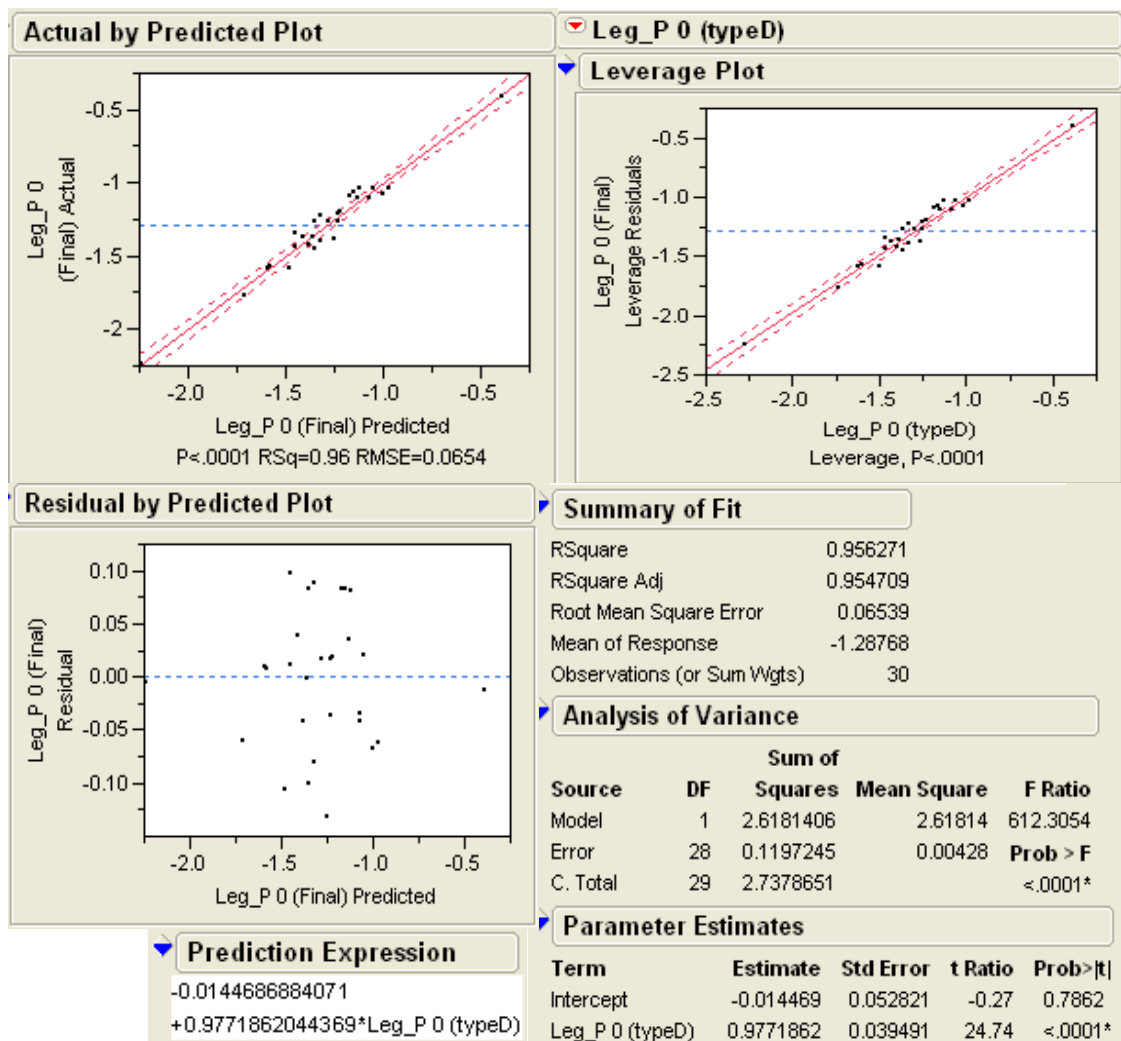 Actual by Predicted Plot
Leg_P 0
(Final) Actual
-0.5
-1
-1.5
-2
-2.0 -1.5 -1.0 -0.5
Leg_P 0 (Final) Predicted
P<.0001 RSq=0.96 RMSE=0.0654
Leg_P 0 (typeD)
Leverage Plot
Leg_P 0 (Final)
Leverage Residuals
-0.5
-1.0
-1.5
-2.0
-2.5
-2.5 -2.0 -1.5 -1.0 -0.5
Leg_P 0 (typeD)
Leverage, P<.0001
Residual by Predicted Plot
Leg_P 0 (Final)
Residual
0.10
0.05
0.00
-0.05
-0.10
-2.0 -1.5 -1.0 -0.5
Leg_P 0 (Final) Predicted
Summary of Fit
RSquare 0.956271
RSquare Adj 0.954709
Root Mean Square Error 0.06539
Mean of Response -1.28768
Observations (or Sum Wgts) 30
Analysis of Variance
Sum of
Source DF Squares Mean Square F Ratio
Model 1 2.6181406 2.61814 612.3054
Error 28 0.1197245 0.00428 Prob > F
C. Total 29 2.7378651 <.0001*
Prediction Expression
-0.0144686884071
+0.9771862044369*Leg_P 0 (typeD)
Parameter Estimates
Term Estimate Std Error t Ratio Prob>|t|
Intercept -0.014469 0.052821 -0.27 0.7862
Leg_P 0 (typeD) 0.9771862 0.039491 24.74 <.0001*